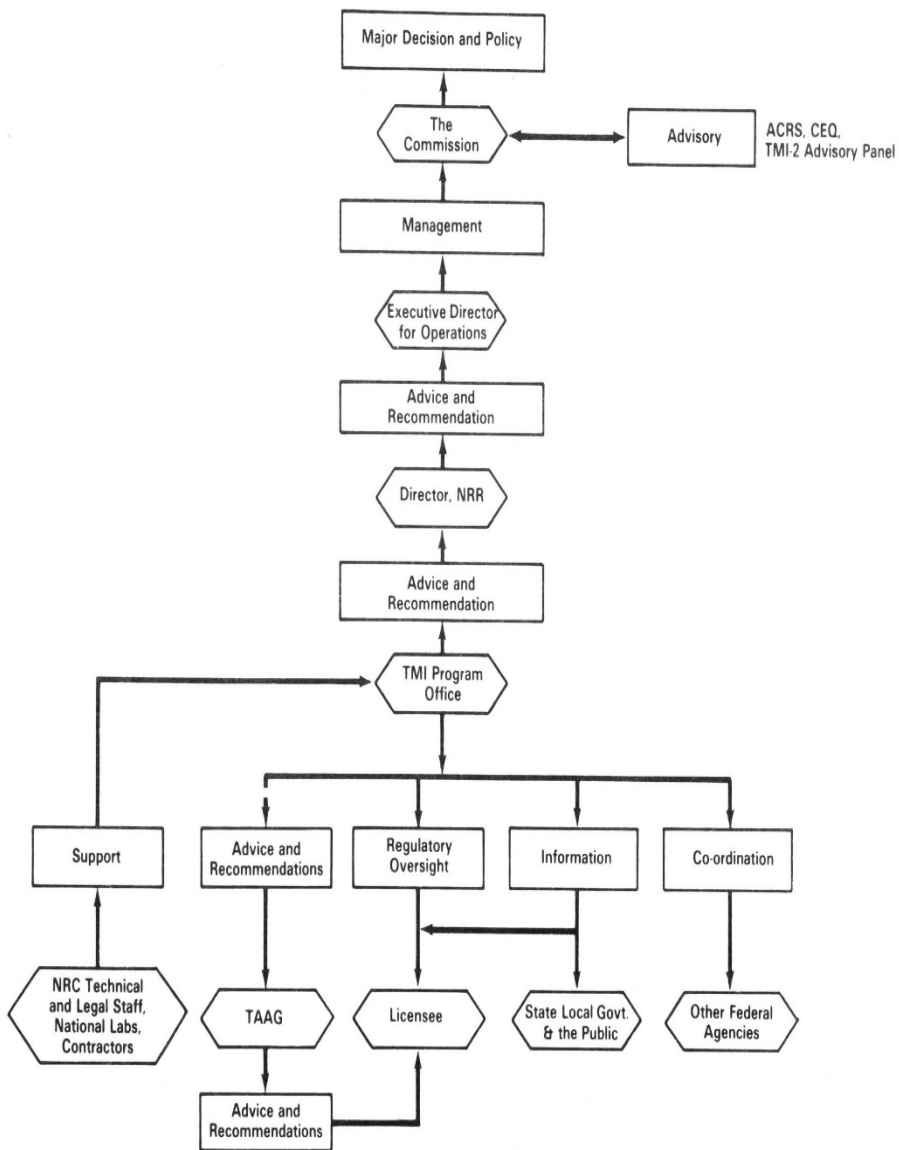 Major Decision and Policy
The
Commission
Advisory
ACRS, CEQ,
TMI-2 Advisory Panel
Management
Executive Director
for Operations
Advice and
Recommendation
Director, NRR
Advice and
Recommendation
TMI Program
Office
Support
Advice and
Recommendations
Regulatory
Oversight
Information
Co-ordination
NRC Technical
and Legal Staff,
National Labs,
Contractors
TAAG
Licensee
State Local Govt.
& the Public
Other Federal
Agencies
Advice and
Recommendations